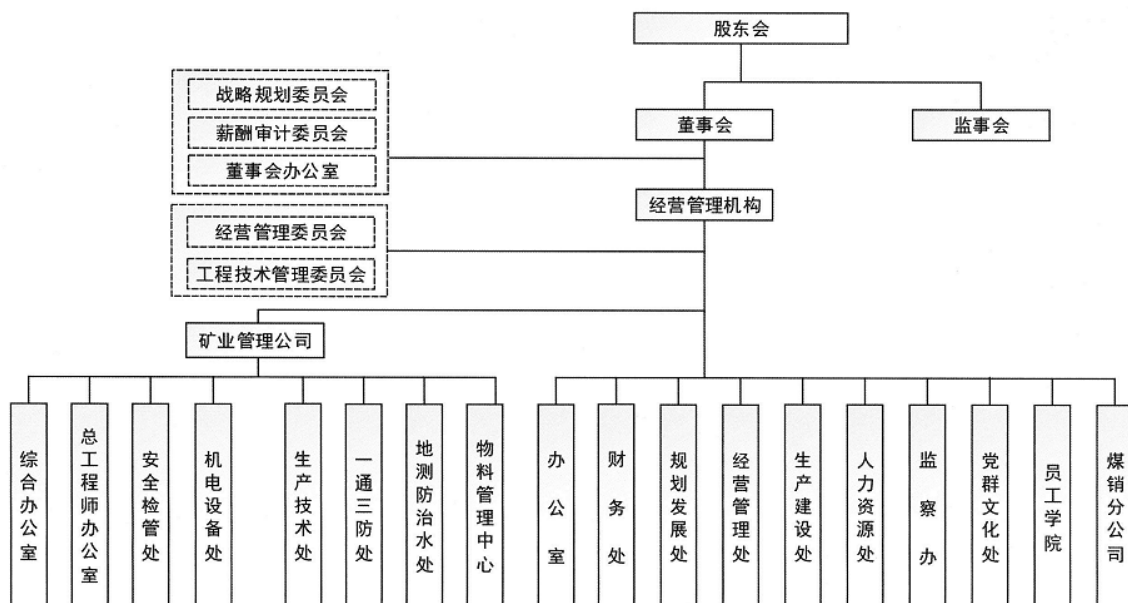 股东会
战略规划委员会
薪酬审计委员会
董事会办公室
董事会
监事会
经营管理机构
经营管理委员会
工程技术管理委员会
矿业管理公司
综合办公室
总工程师办公室
安全检管处
机电设备处
生产技术处
一通三防处
地测防治水处
物料管理中心
办公室
财务处
规划发展处
经营管理处
生产建设处
人力资源处
监察办
党群文化处
员工学院
煤销分公司